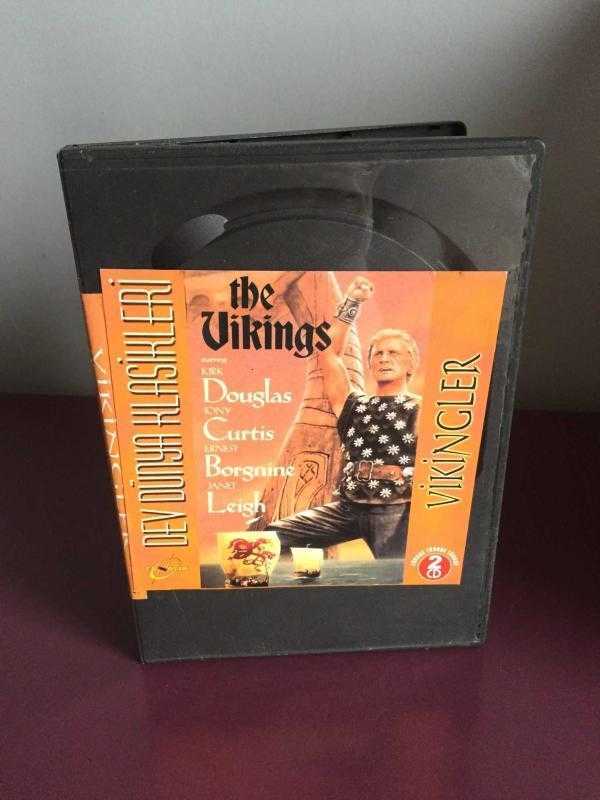 the
Vikings
starring
KIRK
Douglas
TONY
Curtis
ERNEST
Borgnine
JANET
Leigh
DEV DÜNYA KLASİKLERİ
VİKİNGLER
2
CD